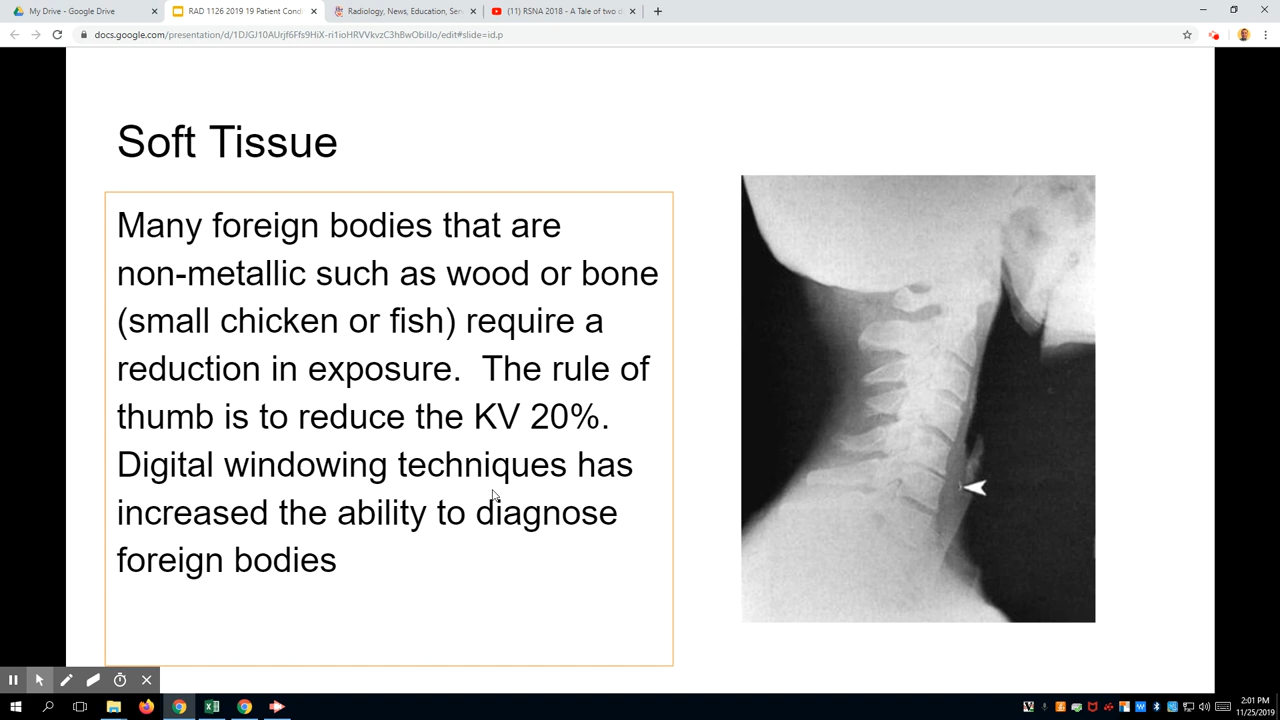 My Drive - Google Drive
RAD 1126 2019 19 Patient Cond
Radiology, News, Education, Ser
(11) RSNA 2018 - A Tale of two d
docs.google.com/presentation/d/1DJGJ10AUrjf6Ffs9HiX-ri1ioHRVVkvzC3hBwObiIJo/edit#slide=id.p
Soft Tissue
Many foreign bodies that are
non-metallic such as wood or bone
(small chicken or fish) require a
reduction in exposure. The rule of
thumb is to reduce the KV 20%.
Digital windowing techniques has
increased the ability to diagnose
foreign bodies
2:01 PM
11/25/2019